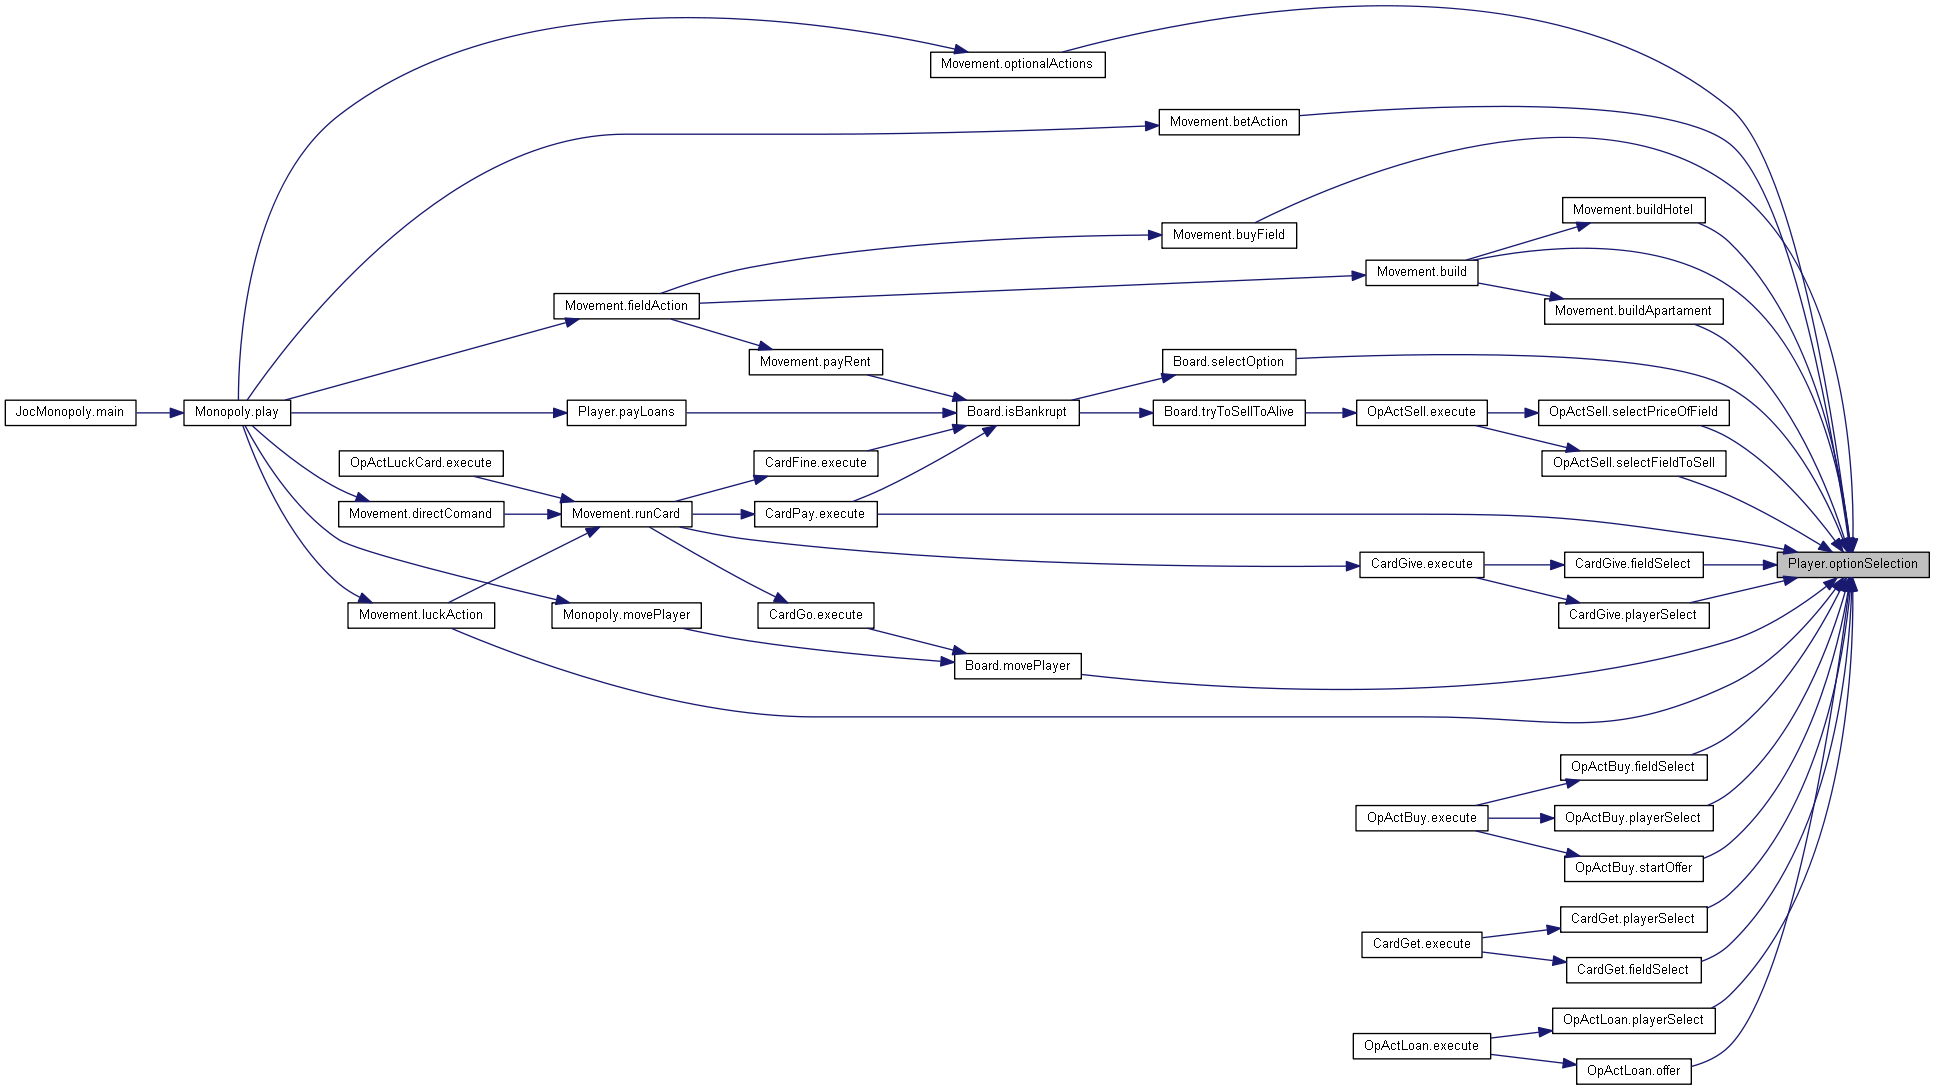 Movement.optionalActions
Movement.betAction
Movement.buildHotel
Movement.buyField
Movement.build
Movement.fieldAction
Movement.buildApartament
Movement.payRent
Board.selectOption
JocMonopoly.main
Monopoly.play
Player.payLoans
Board.isBankrupt
Board.tryToSellToAlive
OpActSell.execute
OpActSell.selectPriceOfField
OpActLuckCard.execute
CardFine.execute
OpActSell.selectFieldToSell
Movement.directComand
Movement.runCard
CardPay.execute
CardGive.execute
CardGive.fieldSelect
Player.optionSelection
Movement.luckAction
Monopoly.movePlayer
CardGo.execute
CardGive.playerSelect
Board.movePlayer
OpActBuy.fieldSelect
OpActBuy.execute
OpActBuy.playerSelect
OpActBuy.startOffer
CardGet.playerSelect
CardGet.execute
CardGet.fieldSelect
OpActLoan.playerSelect
OpActLoan.execute
OpActLoan.offer